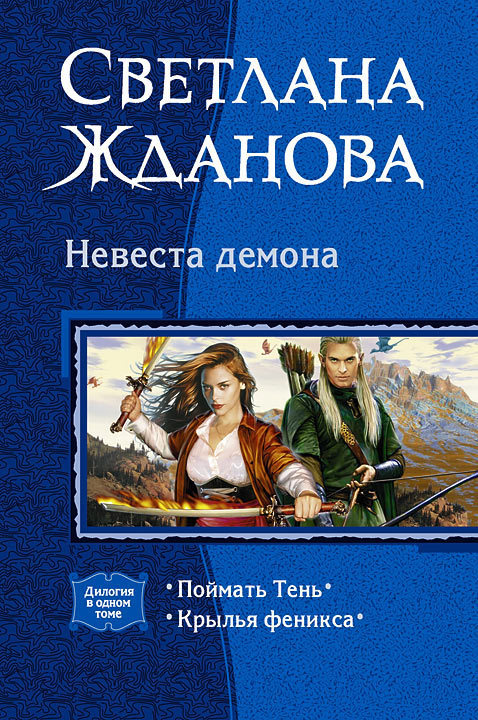 Светлана
Жданова
Невеста демона
Дилогия
в одном
томе
• Поймать Тень •
• Крылья феникса •